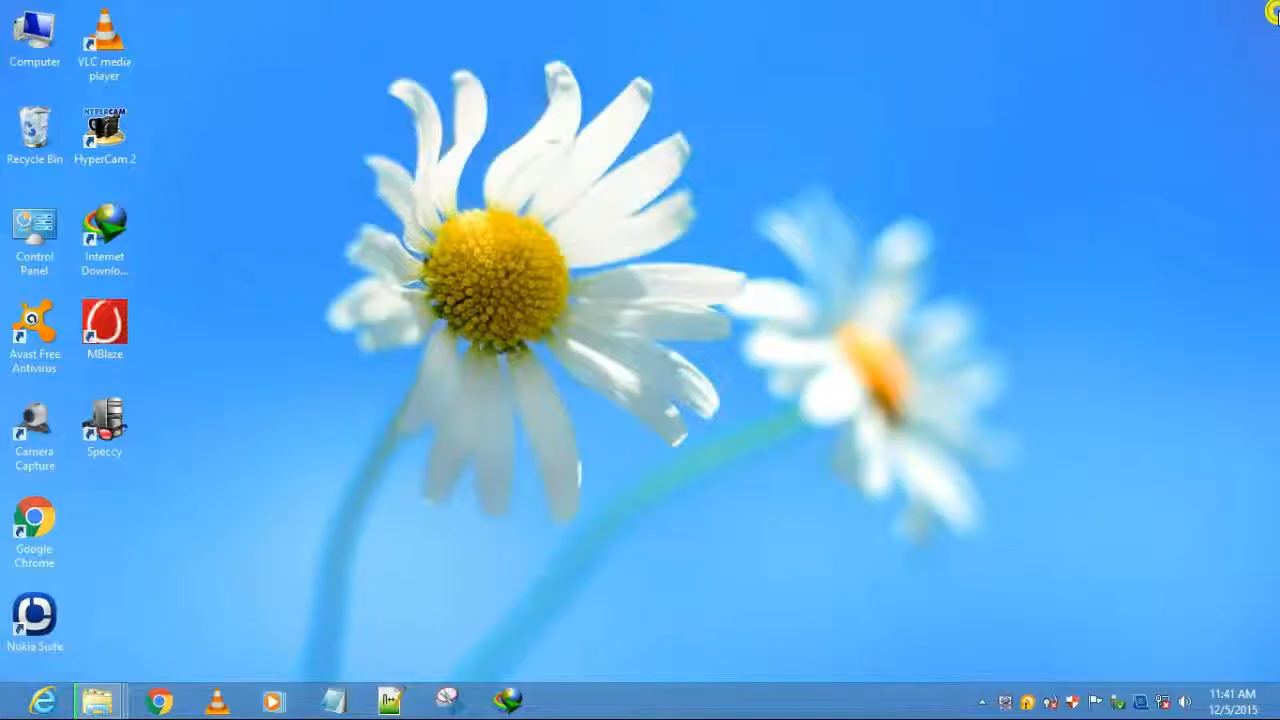 Computer
VLC media
player
Recycle Bin
HYPERCAM
HyperCam 2
Control
Panel
Internet
Downlo...
Avast Free
Antivirus
MBlaze
Camera
Capture
Speccy
Google
Chrome
Nokia Suite
11:41 AM
12/5/2015